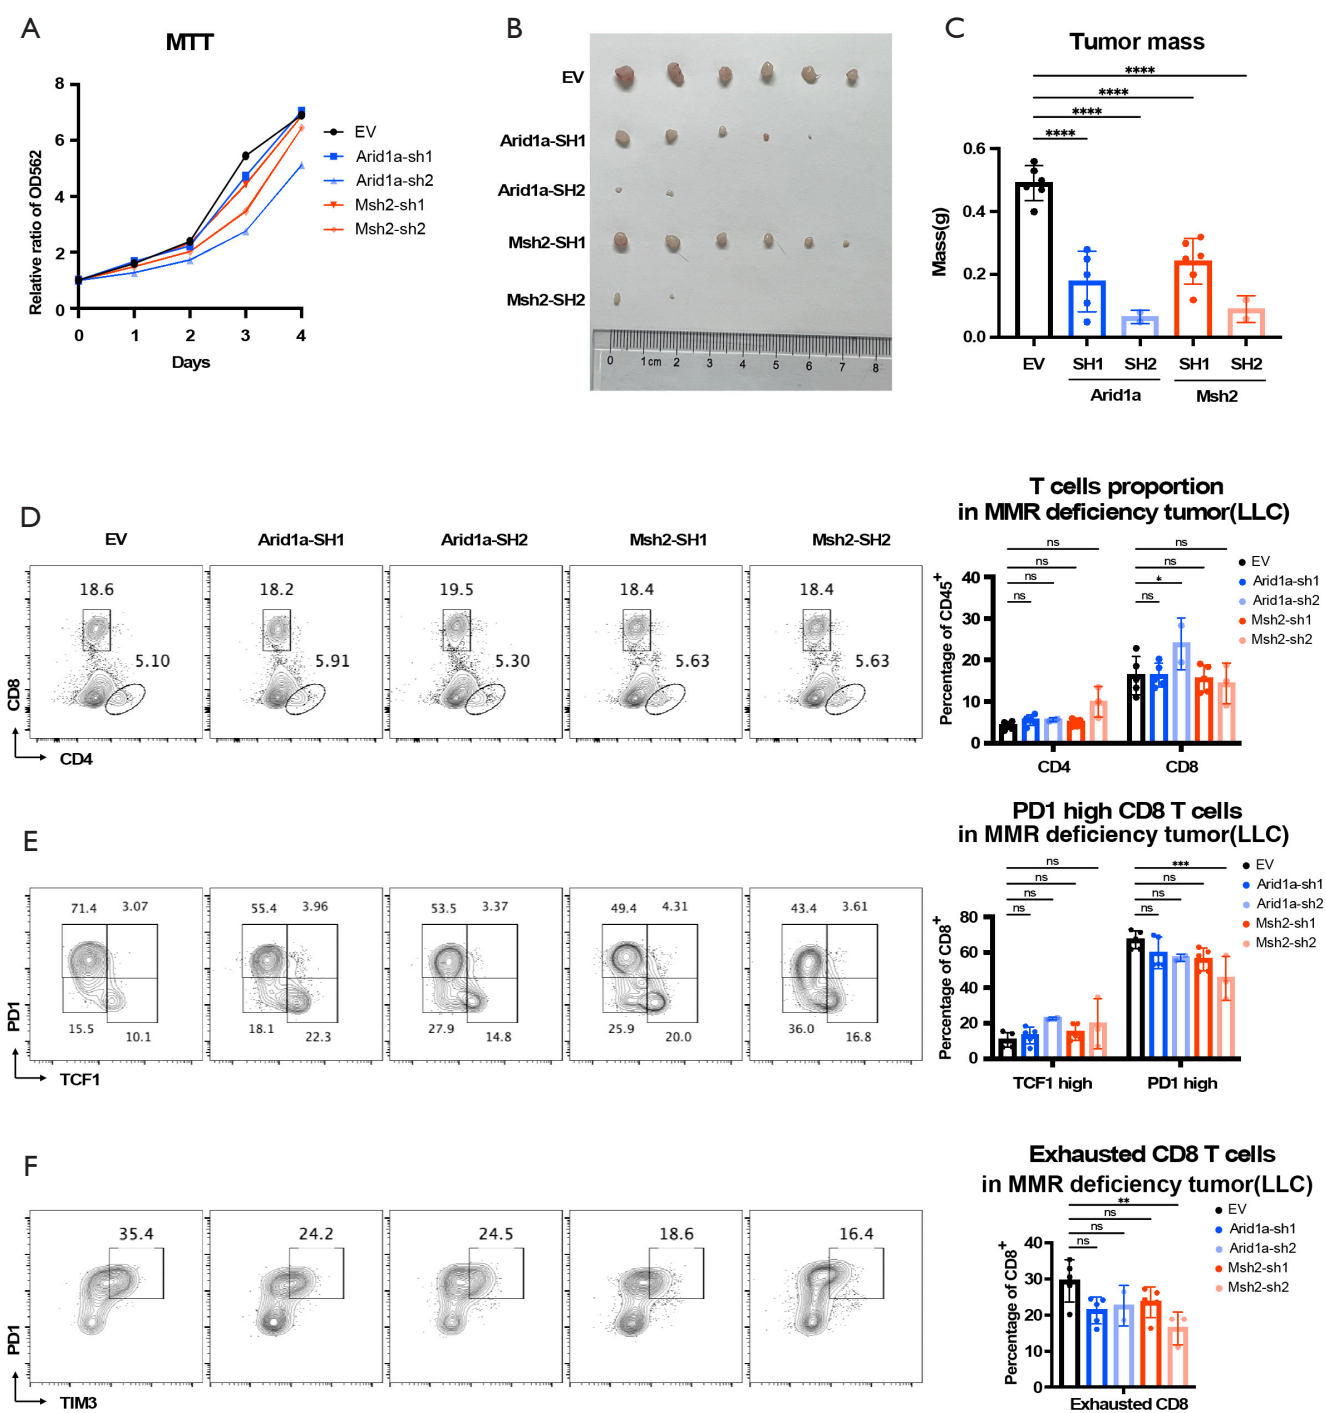 A
MTT
Relative ratio of OD562
8
6
4
2
0
0 1 2 3 4
Days
EV
Arid1a-sh1
Arid1a-sh2
Msh2-sh1
Msh2-sh2
B
EV
Arid1a-SH1
Arid1a-SH2
Msh2-SH1
Msh2-SH2
0 1cm 2 3 4 5 6 7 8
C
Tumor mass
****
****
****
****
Mass(g)
0.6
0.4
0.2
0.0
EV SH1 SH2 SH1 SH2
Arid1a Msh2
D
EV Arid1a-SH1 Arid1a-SH2 Msh2-SH1 Msh2-SH2
18.6 18.2 19.5 18.4 18.4
5.10 5.91 5.30 5.63 5.63
CD8
CD4
T cells proportion
in MMR deficiency tumor(LLC)
Percentage of CD45+
ns ns
ns ns
ns *
ns ns
40
30
20
10
0
CD4 CD8
EV
Arid1a-sh1
Arid1a-sh2
Msh2-sh1
Msh2-sh2
E
71.4 3.07 55.4 3.96 53.5 3.37 49.4 4.31 43.4 3.61
15.5 10.1 18.1 22.3 27.9 14.8 25.9 20.0 36.0 16.8
PD1
TCF1
PD1 high CD8 T cells
in MMR deficiency tumor(LLC)
Percentage of CD8+
ns ***
ns ns
ns ns
ns ns
80
60
40
20
0
TCF1 high PD1 high
EV
Arid1a-sh1
Arid1a-sh2
Msh2-sh1
Msh2-sh2
F
35.4 24.2 24.5 18.6 16.4
PD1
TIM3
Exhausted CD8 T cells
in MMR deficiency tumor(LLC)
Percentage of CD8+
**
ns
ns
ns
40
30
20
10
0
Exhausted CD8
EV
Arid1a-sh1
Arid1a-sh2
Msh2-sh1
Msh2-sh2